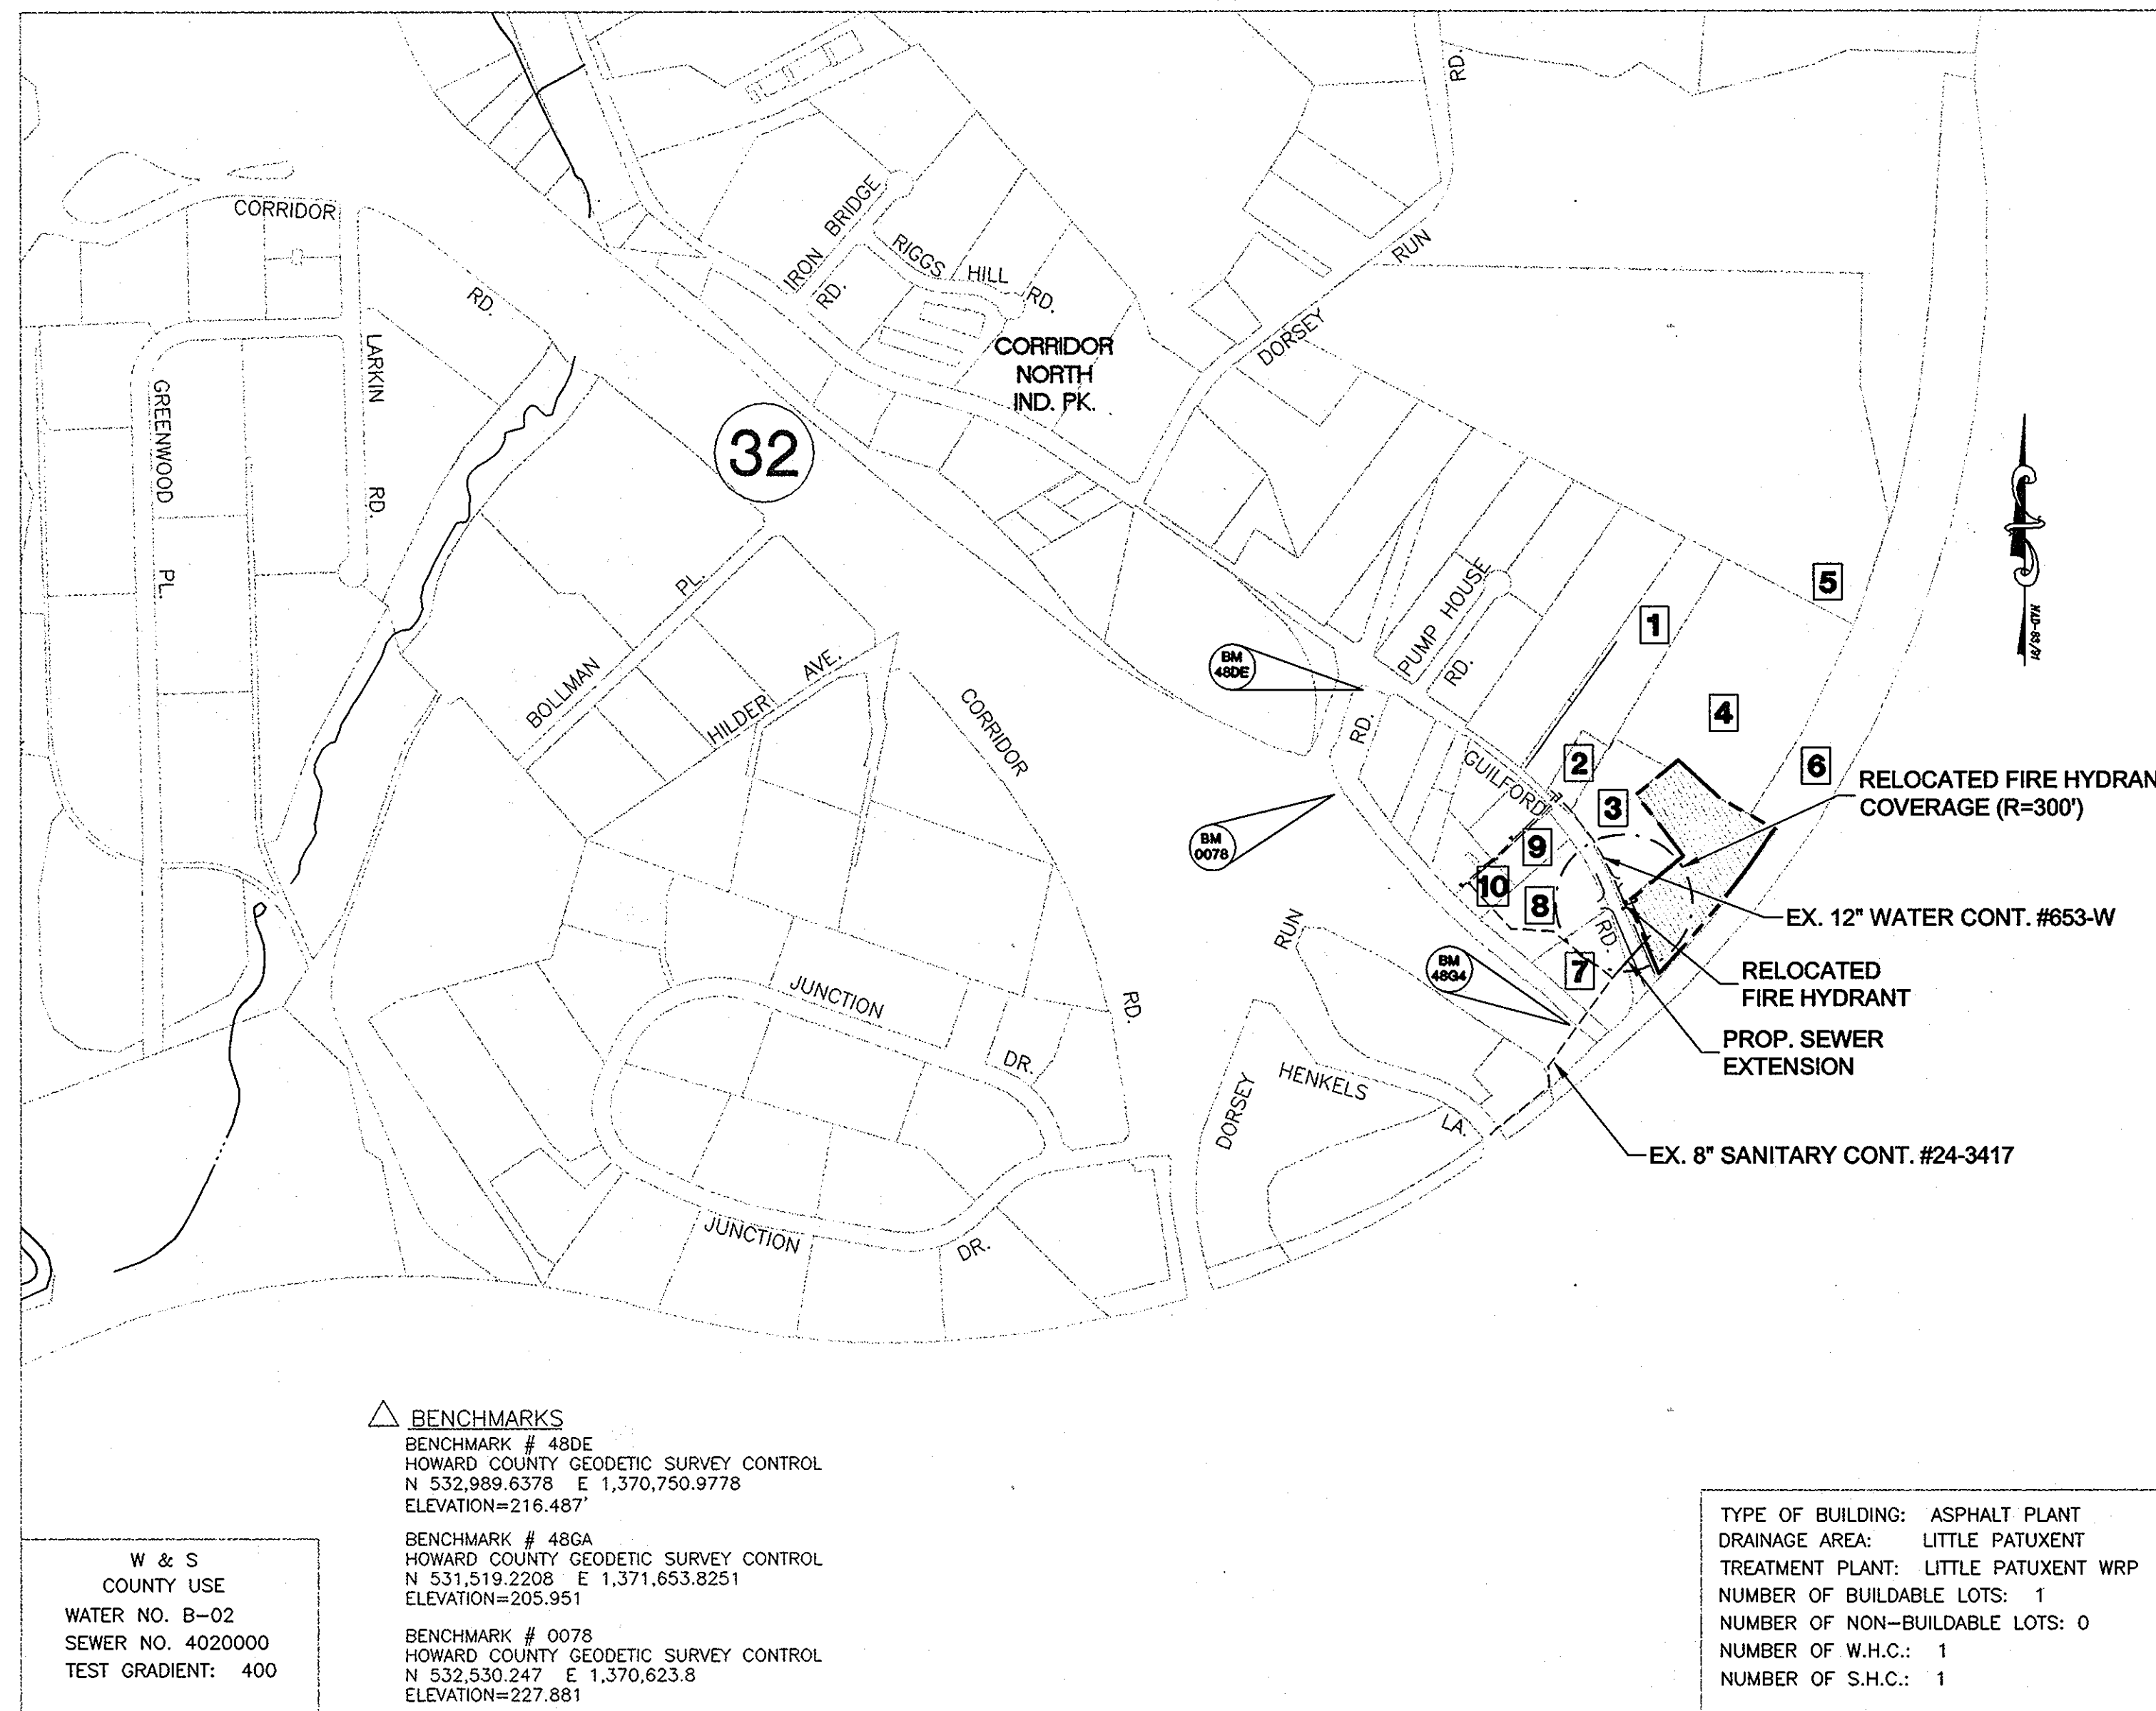 CORRIDOR
RD.
LARKIN
RD.
GREENWOOD
PL.
IRON BRIDGE
RD.
RIGGS HILL
RD.
CORRIDOR
NORTH
IND. PK.
32
RD.
RUN
DORSEY
BOLLMAN PL.
HILDER AVE.
CORRIDOR
RD.
PUMP HOUSE
RD.
BM
48DE
BM
0078
BM
48G4
RD.
GUILFORD
RD.
1
2
3
4
5
6
7
8
9
10
NAD-83/91
RELOCATED FIRE HYDRAN
COVERAGE (R=300')
EX. 12" WATER CONT. #653-W
RELOCATED
FIRE HYDRANT
PROP. SEWER
EXTENSION
EX. 8" SANITARY CONT. #24-3417
RUN
DORSEY
HENKELS
LA.
JUNCTION
DR.
JUNCTION
DR.
BENCHMARKS
BENCHMARK # 48DE
HOWARD COUNTY GEODETIC SURVEY CONTROL
N 532,989.6378 E 1,370,750.9778
ELEVATION=216.487'
BENCHMARK # 48GA
HOWARD COUNTY GEODETIC SURVEY CONTROL
N 531,519.2208 E 1,371,653.8251
ELEVATION=205.951
BENCHMARK # 0078
HOWARD COUNTY GEODETIC SURVEY CONTROL
N 532,530.247 E 1,370,623.8
ELEVATION=227.881
W & S
COUNTY USE
WATER NO. B-02
SEWER NO. 4020000
TEST GRADIENT: 400
TYPE OF BUILDING: ASPHALT PLANT
DRAINAGE AREA: LITTLE PATUXENT
TREATMENT PLANT: LITTLE PATUXENT WRP
NUMBER OF BUILDABLE LOTS: 1
NUMBER OF NON-BUILDABLE LOTS: 0
NUMBER OF W.H.C.: 1
NUMBER OF S.H.C.: 1